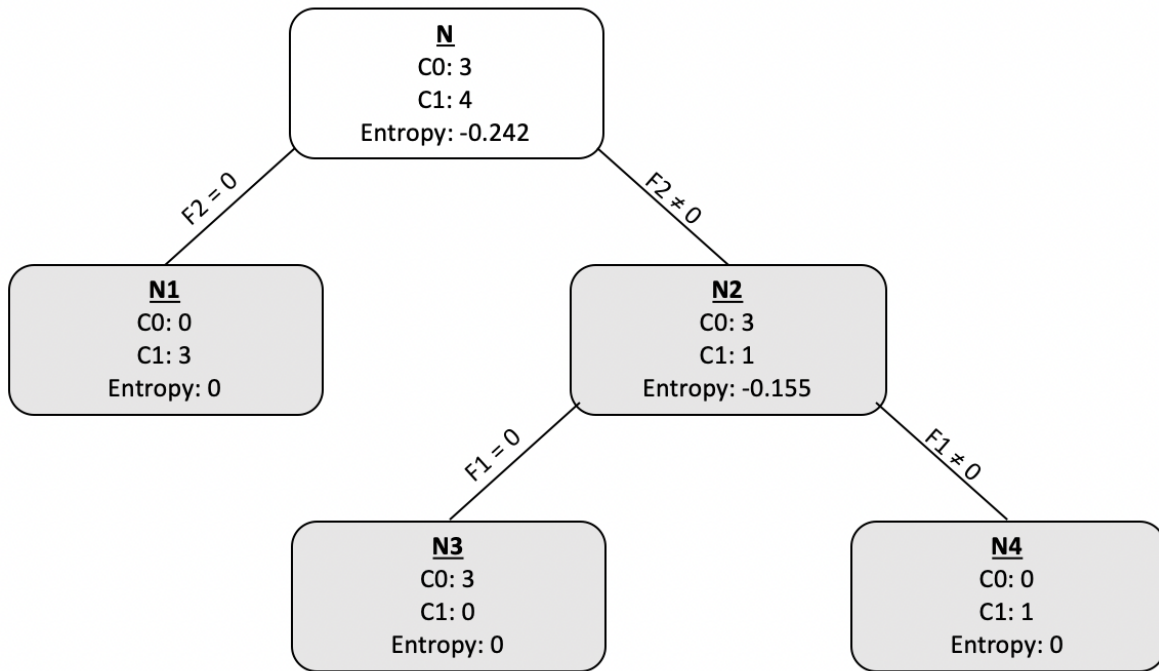 N
C0: 3
C1: 4
Entropy: -0.242
F2 = 0
F2 ≠ 0
N1
C0: 0
C1: 3
Entropy: 0
N2
C0: 3
C1: 1
Entropy: -0.155
F1 = 0
F1 ≠ 0
N3
C0: 3
C1: 0
Entropy: 0
N4
C0: 0
C1: 1
Entropy: 0